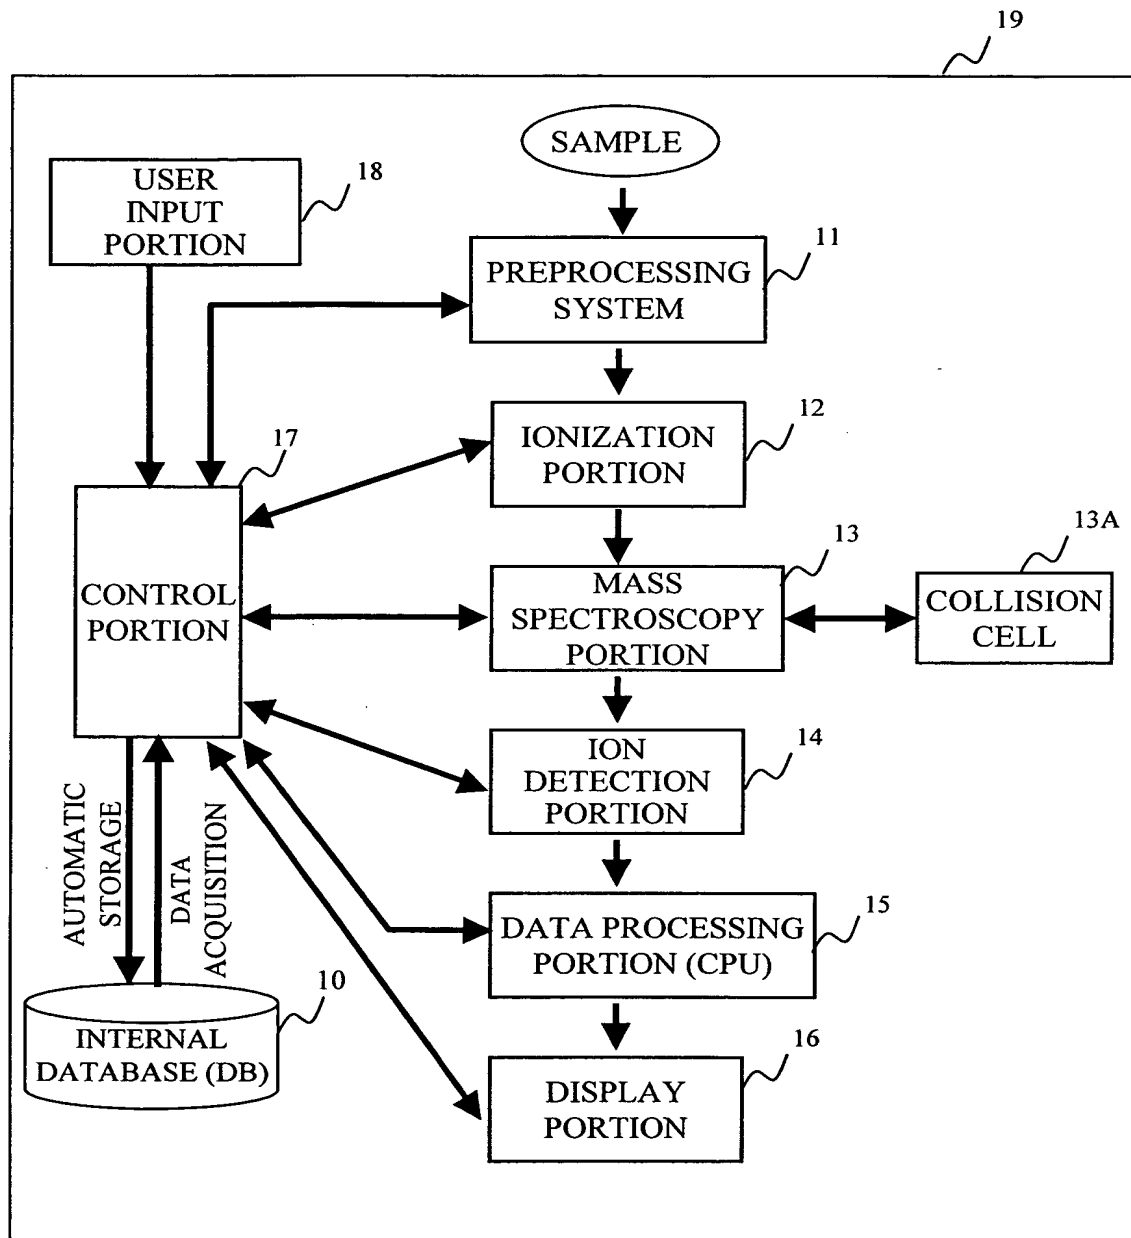 19
SAMPLE
USER
INPUT
PORTION
18
PREPROCESSING
SYSTEM
11
IONIZATION
PORTION
12
17
CONTROL
PORTION
MASS
SPECTROSCOPY
PORTION
13
COLLISION
CELL
13A
ION
DETECTION
PORTION
14
AUTOMATIC
STORAGE
DATA
ACQUISITION
DATA PROCESSING
PORTION (CPU)
15
INTERNAL
DATABASE (DB)
10
DISPLAY
PORTION
16